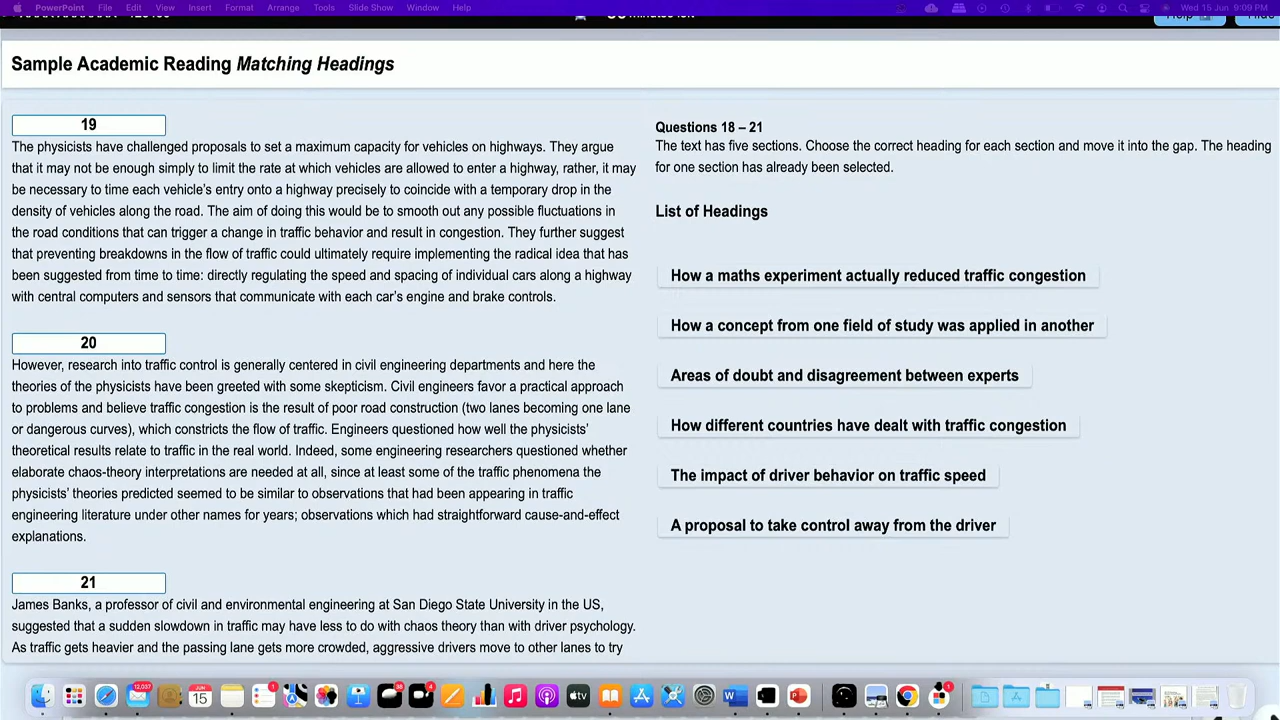 PowerPoint File Edit View Insert Format Arrange Tools Slide Show Window Help Wed 15 Jun 9:09 PM
Sample Academic Reading Matching Headings
19
The physicists have challenged proposals to set a maximum capacity for vehicles on highways. They argue
that it may not be enough simply to limit the rate at which vehicles are allowed to enter a highway, rather, it may
be necessary to time each vehicle's entry onto a highway precisely to coincide with a temporary drop in the
density of vehicles along the road. The aim of doing this would be to smooth out any possible fluctuations in
the road conditions that can trigger a change in traffic behavior and result in congestion. They further suggest
that preventing breakdowns in the flow of traffic could ultimately require implementing the radical idea that has
been suggested from time to time: directly regulating the speed and spacing of individual cars along a highway
with central computers and sensors that communicate with each car's engine and brake controls.
20
However, research into traffic control is generally centered in civil engineering departments and here the
theories of the physicists have been greeted with some skepticism. Civil engineers favor a practical approach
to problems and believe traffic congestion is the result of poor road construction (two lanes becoming one lane
or dangerous curves), which constricts the flow of traffic. Engineers questioned how well the physicists'
theoretical results relate to traffic in the real world. Indeed, some engineering researchers questioned whether
elaborate chaos-theory interpretations are needed at all, since at least some of the traffic phenomena the
physicists' theories predicted seemed to be similar to observations that had been appearing in traffic
engineering literature under other names for years; observations which had straightforward cause-and-effect
explanations.
21
James Banks, a professor of civil and environmental engineering at San Diego State University in the US,
suggested that a sudden slowdown in traffic may have less to do with chaos theory than with driver psychology.
As traffic gets heavier and the passing lane gets more crowded, aggressive drivers move to other lanes to try
Questions 18 – 21
The text has five sections. Choose the correct heading for each section and move it into the gap. The heading
for one section has already been selected.
List of Headings
How a maths experiment actually reduced traffic congestion
How a concept from one field of study was applied in another
Areas of doubt and disagreement between experts
How different countries have dealt with traffic congestion
The impact of driver behavior on traffic speed
A proposal to take control away from the driver
JUN
15
tv